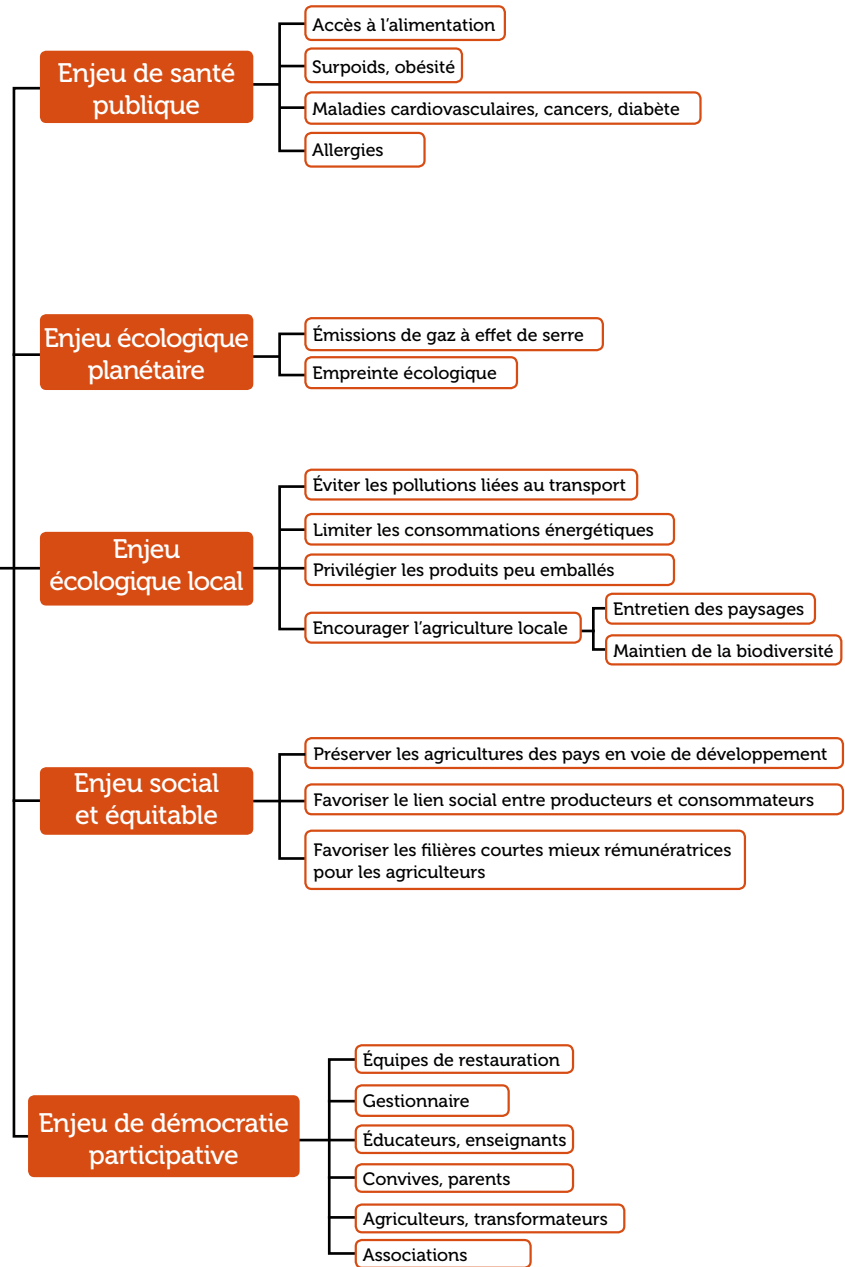 Enjeu de santé
publique
Accès à l'alimentation
Surpoids, obésité
Maladies cardiovasculaires, cancers, diabète
Allergies
Enjeu écologique
planétaire
Émissions de gaz à effet de serre
Empreinte écologique
Enjeu
écologique local
Éviter les pollutions liées au transport
Limiter les consommations énergétiques
Privilégier les produits peu emballés
Encourager l'agriculture locale
Entretien des paysages
Maintien de la biodiversité
Enjeu social
et équitable
Préserver les agricultures des pays en voie de développement
Favoriser le lien social entre producteurs et consommateurs
Favoriser les filières courtes mieux rémunératrices
pour les agriculteurs
Enjeu de démocratie
participative
Équipes de restauration
Gestionnaire
Éducateurs, enseignants
Convives, parents
Agriculteurs, transformateurs
Associations